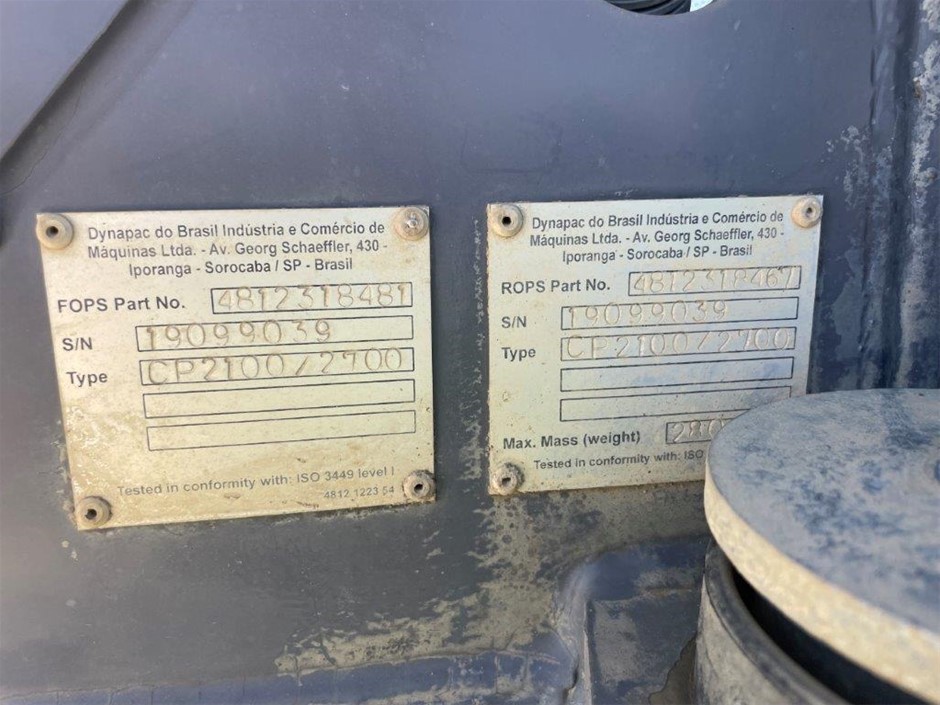 Dynapac do Brasil Indústria e Comércio de
Máquinas Ltda. - Av. Georg Schaeffler, 430 -
Iporanga - Sorocaba / SP - Brasil
FOPS Part No. 4812318481
S/N 19099039
Type CP2100/2700
Tested in conformity with: ISO 3449 level I
4812 1223 54
Dynapac do Brasil Indústria e Comércio de
Máquinas Ltda. - Av. Georg Schaeffler, 430 -
Iporanga - Sorocaba / SP - Brasil
ROPS Part No. 4812318467
S/N 19099039
Type CP2100/2700
Max. Mass (weight)
Tested in conformity with: ISO